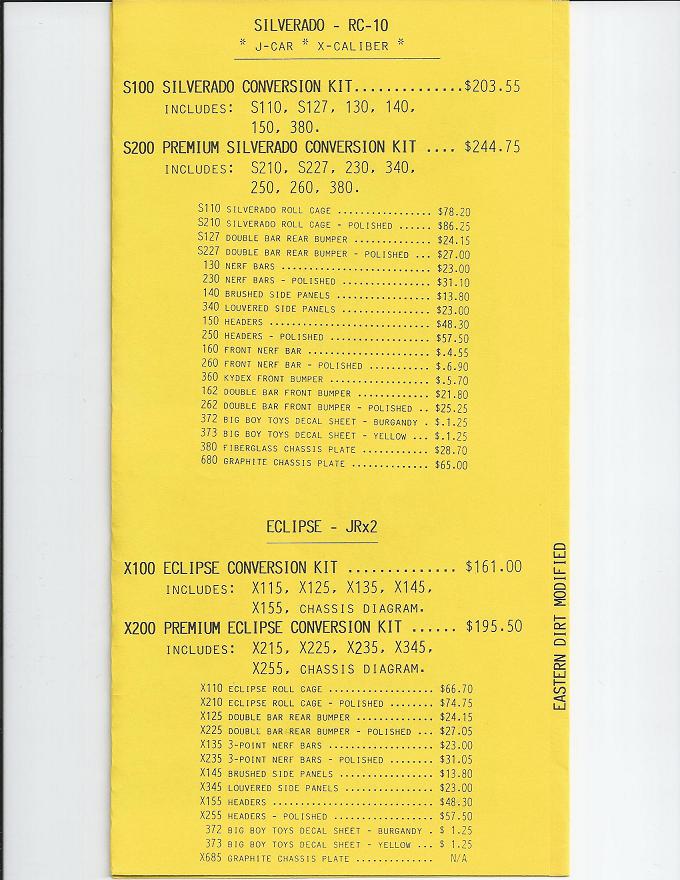 SILVERADO - RC-10
* J-CAR * X-CALIBER *
S100 SILVERADO CONVERSION KIT..............$203.55
INCLUDES: S110, S127, 130, 140,
150, 380.
S200 PREMIUM SILVERADO CONVERSION KIT .... $244.75
INCLUDES: S210, S227, 230, 340,
250, 260, 380.
S110 SILVERADO ROLL CAGE ................ $78.20
S210 SILVERADO ROLL CAGE - POLISHED ...... $86.25
S127 DOUBLE BAR REAR BUMPER ............. $24.15
S227 DOUBLE BAR REAR BUMPER - POLISHED ... $27.00
130 NERF BARS .......................... $23.00
230 NERF BARS - POLISHED ............... $31.10
140 BRUSHED SIDE PANELS ................ $13.80
340 LOUVERED SIDE PANELS ............... $23.00
150 HEADERS ............................ $48.30
250 HEADERS - POLISHED ................. $57.50
160 FRONT NERF BAR ..................... $.4.55
260 FRONT NERF BAR - POLISHED .......... $.6.90
360 KYDEX FRONT BUMPER ................. $.5.70
162 DOUBLE BAR FRONT BUMPER ............ $21.80
262 DOUBLE BAR FRONT BUMPER - POLISHED .. $25.25
372 BIG BOY TOYS DECAL SHEET - BURGANDY . $.1.25
373 BIG BOY TOYS DECAL SHEET - YELLOW ... $.1.25
380 FIBERGLASS CHASSIS PLATE ........... $28.70
680 GRAPHITE CHASSIS PLATE ............. $65.00
ECLIPSE - JRx2
X100 ECLIPSE CONVERSION KIT .............. $161.00
INCLUDES: X115, X125, X135, X145,
X155, CHASSIS DIAGRAM.
X200 PREMIUM ECLIPSE CONVERSION KIT ...... $195.50
INCLUDES: X215, X225, X235, X345,
X255, CHASSIS DIAGRAM.
X110 ECLIPSE ROLL CAGE .................. $66.70
X210 ECLIPSE ROLL CAGE - POLISHED ........ $74.75
X125 DOUBLE BAR REAR BUMPER ............. $24.15
X225 DOUBLE BAR REAR BUMPER - POLISHED ... $27.05
X135 3-POINT NERF BARS .................. $23.00
X235 3-POINT NERF BARS - POLISHED ........ $31.05
X145 BRUSHED SIDE PANELS ................ $13.80
X345 LOUVERED SIDE PANELS ............... $23.00
X155 HEADERS ............................ $48.30
X255 HEADERS - POLISHED ................. $57.50
372 BIG BOY TOYS DECAL SHEET - BURGANDY . $ 1.25
373 BIG BOY TOYS DECAL SHEET - YELLOW ... $ 1.25
X685 GRAPHITE CHASSIS PLATE ............. N/A
EASTERN DIRT MODIFIED